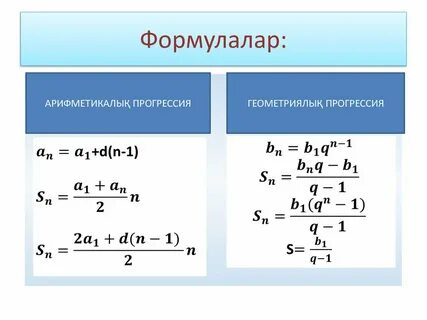 Формулалар:
АРИФМЕТИКАЛЫҚ ПРОГРЕССИЯ
aₙ = a₁+d(n-1)
Sₙ = (a₁ + aₙ)/2 n
Sₙ = (2a₁ + d(n − 1))/2 n
ГЕОМЕТРИЯЛЫҚ ПРОГРЕССИЯ
bₙ = b₁qⁿ⁻¹
Sₙ = (bₙq − b₁)/(q − 1)
Sₙ = (b₁(qⁿ − 1))/(q − 1)
S= b₁/(q−1)